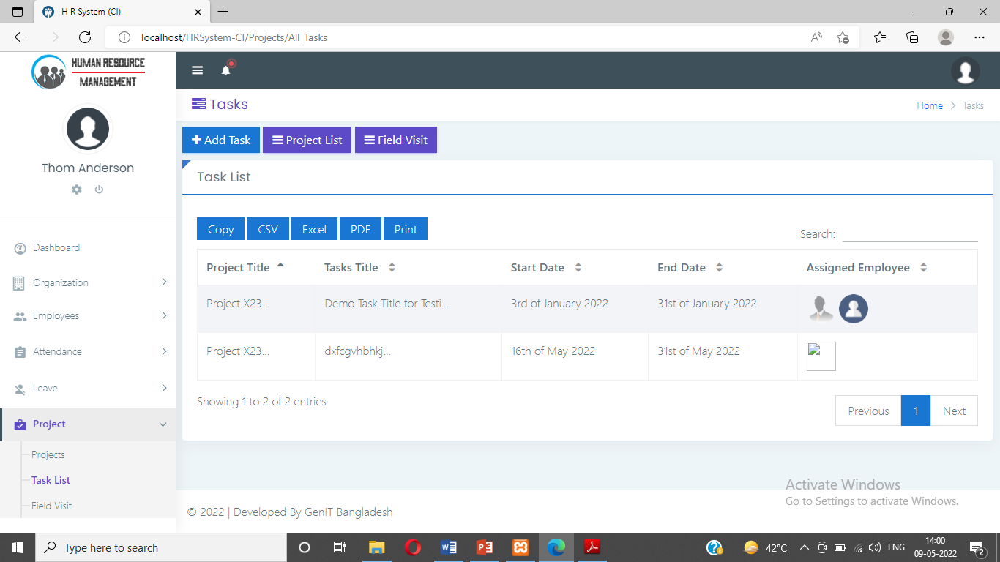 H R System (CI)
localhost/HRSystem-CI/Projects/All_Tasks
HUMAN RESOURCE
MANAGEMENT
Thom Anderson
Dashboard
Organization
Employees
Attendance
Leave
Project
Projects
Task List
Field Visit
Tasks
Home > Tasks
Add Task Project List Field Visit
Task List
Copy CSV Excel PDF Print
Search:
Project Title Tasks Title Start Date End Date Assigned Employee
Project X23... Demo Task Title for Testi... 3rd of January 2022 31st of January 2022
Project X23... dxfcgvhbhkj... 16th of May 2022 31st of May 2022
Showing 1 to 2 of 2 entries
Previous 1 Next
Activate Windows
Go to Settings to activate Windows.
© 2022 | Developed By GenIT Bangladesh
Type here to search
42°C
ENG
14:00
09-05-2022
2